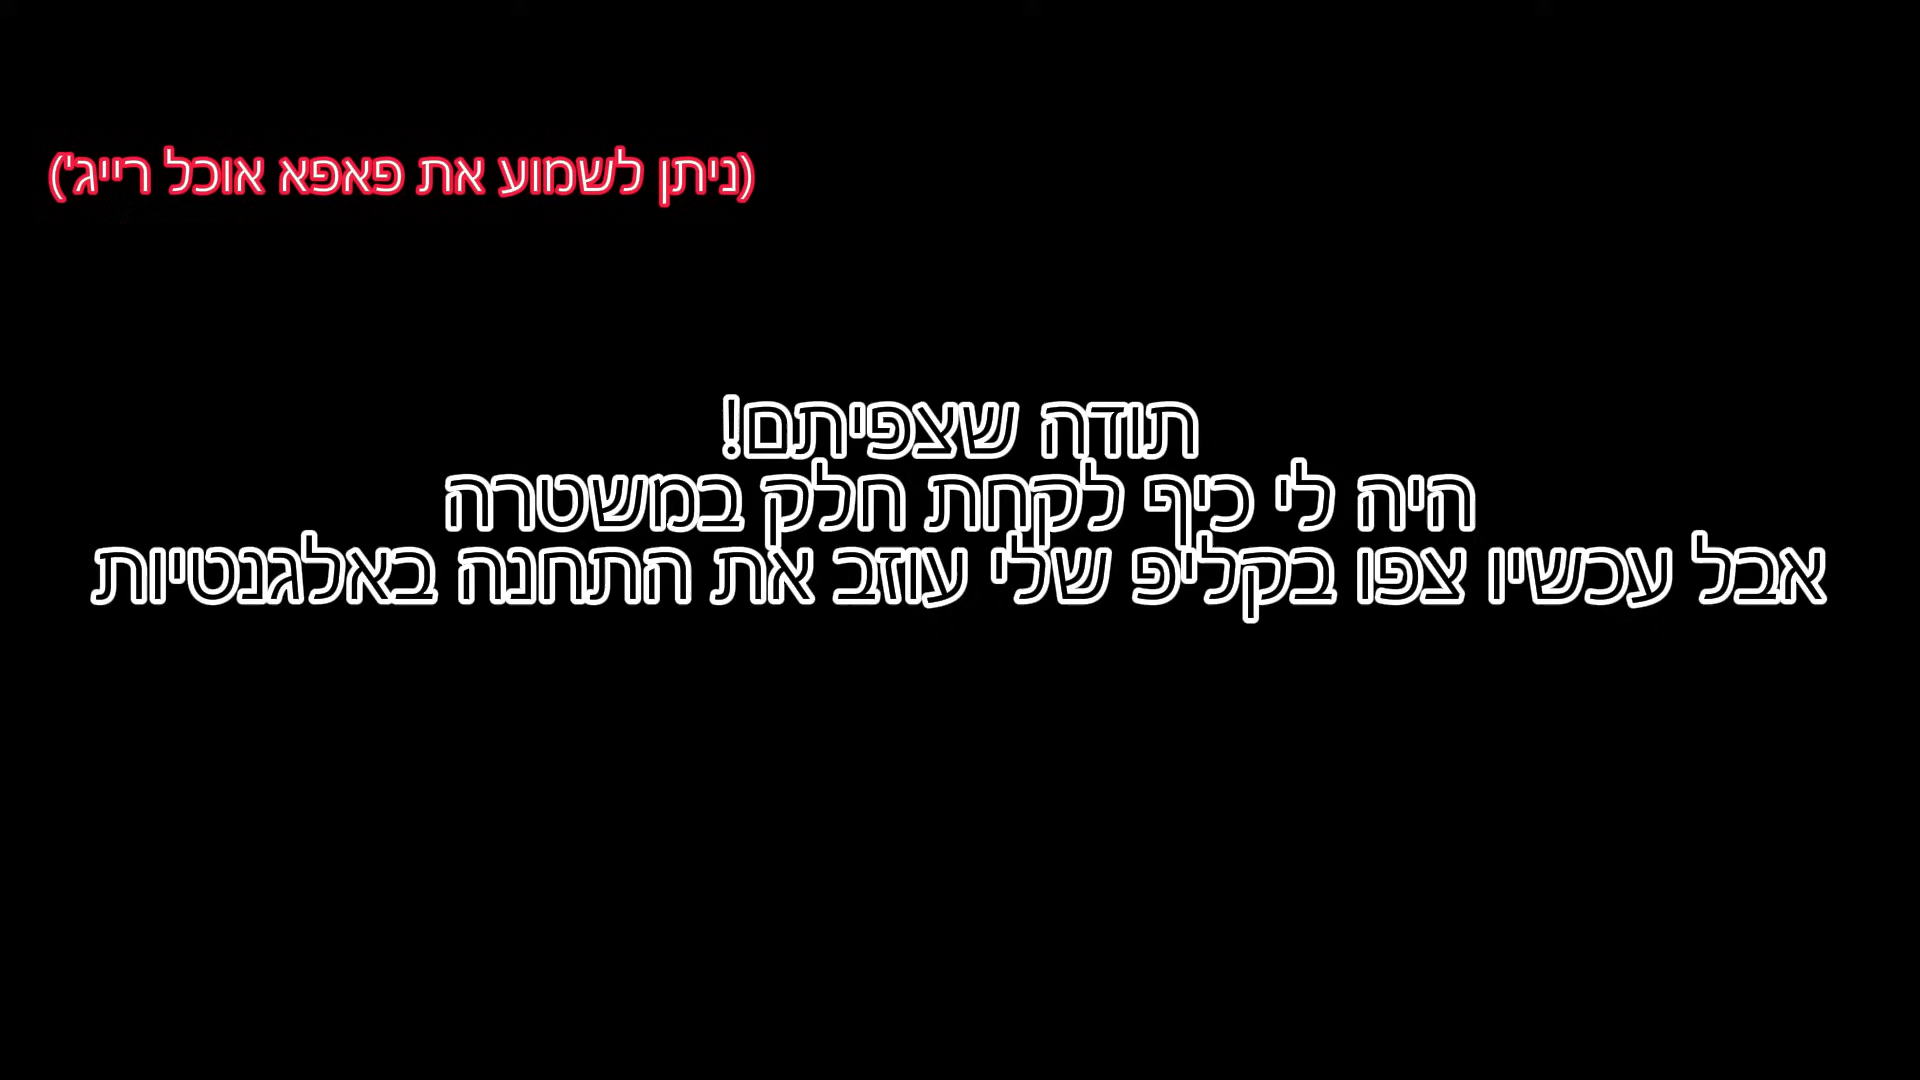 (ניתן לשמוע את פאפא אוכל רייג')
תודה שצפיתם!
היה לי כיף לקחת חלק במשטרה
אבל עכשיו צפו בקליפ שלי עוזב את התחנה באלגנטיות